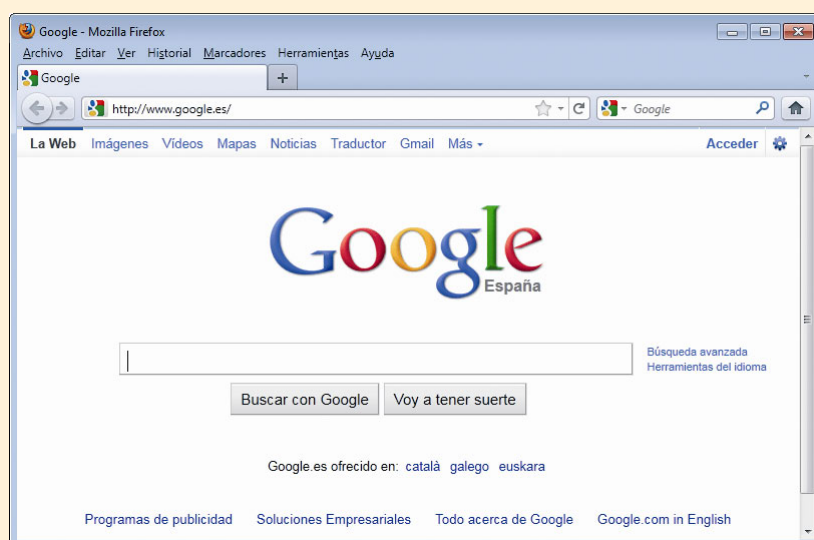 Google - Mozilla Firefox
Archivo Editar Ver Historial Marcadores Herramientas Ayuda
Google
http://www.google.es/ Google
La Web Imágenes Vídeos Mapas Noticias Traductor Gmail Más Acceder
Google
España
Búsqueda avanzada
Herramientas del idioma
Buscar con Google Voy a tener suerte
Google.es ofrecido en: català galego euskara
Programas de publicidad Soluciones Empresariales Todo acerca de Google Google.com in English